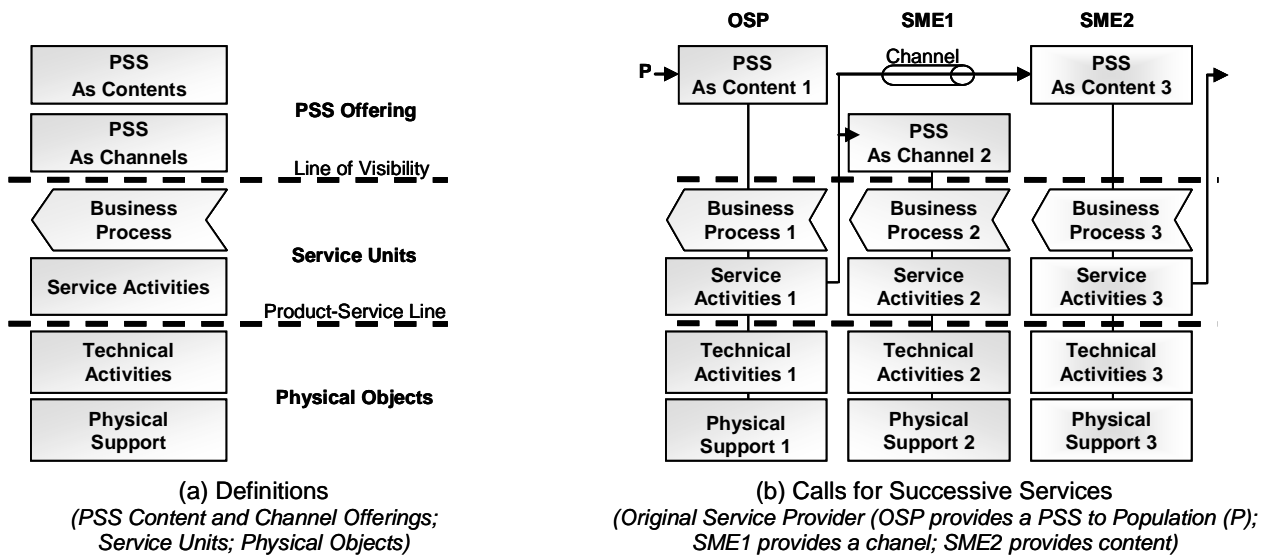 PSS
As Contents
PSS
As Channels
PSS Offering
Line of Visibility
Business
Process
Service Units
Service Activities
Product-Service Line
Technical
Activities
Physical Objects
Physical
Support
(a) Definitions
(PSS Content and Channel Offerings;
Service Units; Physical Objects)
OSP
SME1
SME2
P
PSS
As Content 1
Channel
PSS
As Content 3
PSS
As Channel 2
Business
Process 1
Business
Process 2
Business
Process 3
Service
Activities 1
Service
Activities 2
Service
Activities 3
Technical
Activities 1
Technical
Activities 2
Technical
Activities 3
Physical
Support 1
Physical
Support 2
Physical
Support 3
(b) Calls for Successive Services
(Original Service Provider (OSP provides a PSS to Population (P);
SME1 provides a chanel; SME2 provides content)